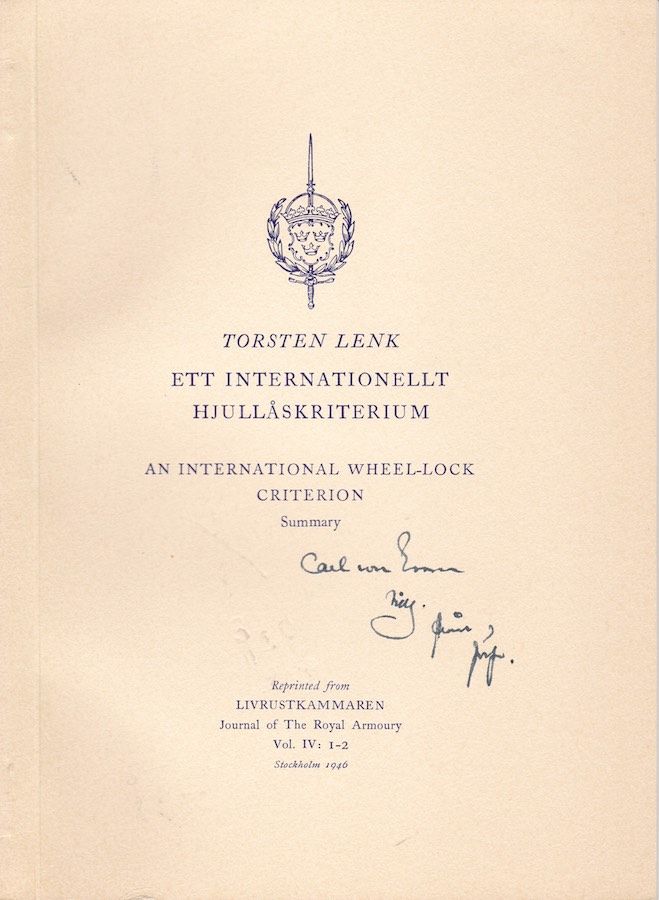 TORSTEN LENK
ETT INTERNATIONELLT
HJULLÅSKRITERIUM
AN INTERNATIONAL WHEEL-LOCK
CRITERION
Summary
Carl von
från
Reprinted from
LIVRUSTKAMMAREN
Journal of The Royal Armoury
Vol. IV: 1-2
Stockholm 1946